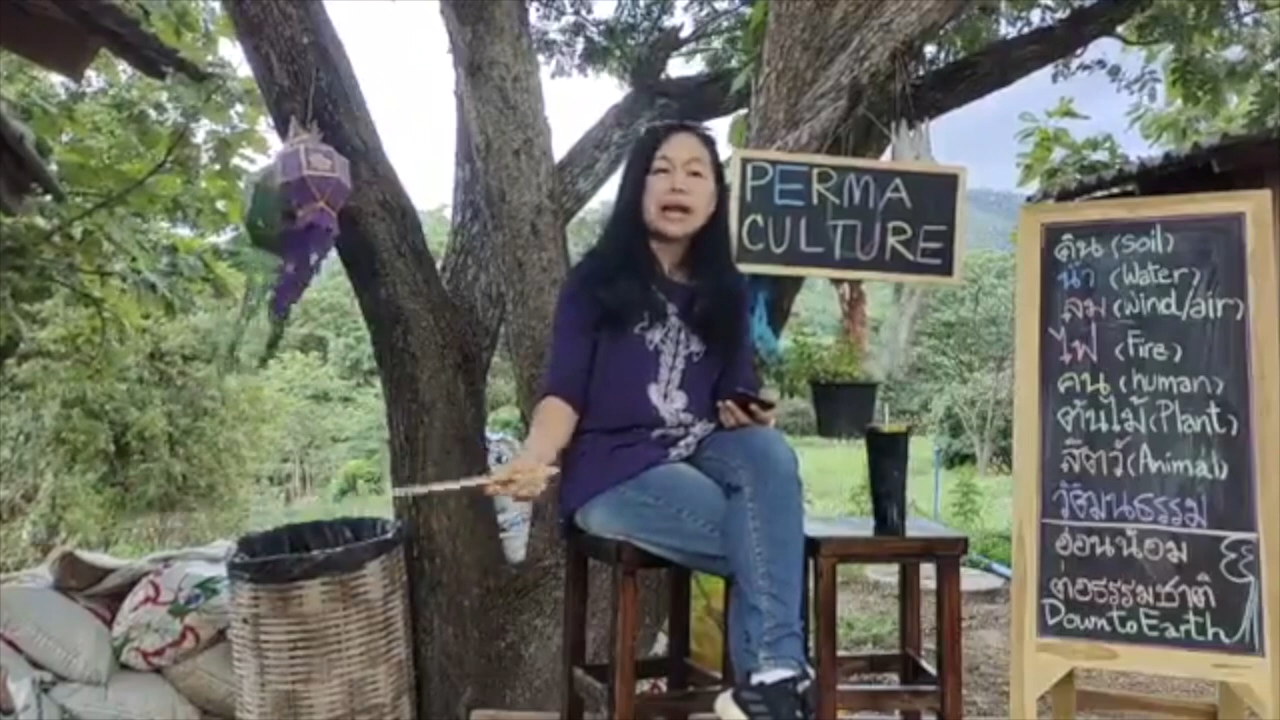 PERMA
CULTURE
ดิน (Soil)
น้ำ (Water)
ลม (wind/air)
ไฟ (Fire)
คน (human)
ต้นไม้ (Plant)
สัตว์ (Animal)
วัฒนธรรม
อ่อนน้อม
ต่อธรรมชาติ
Down to Earth